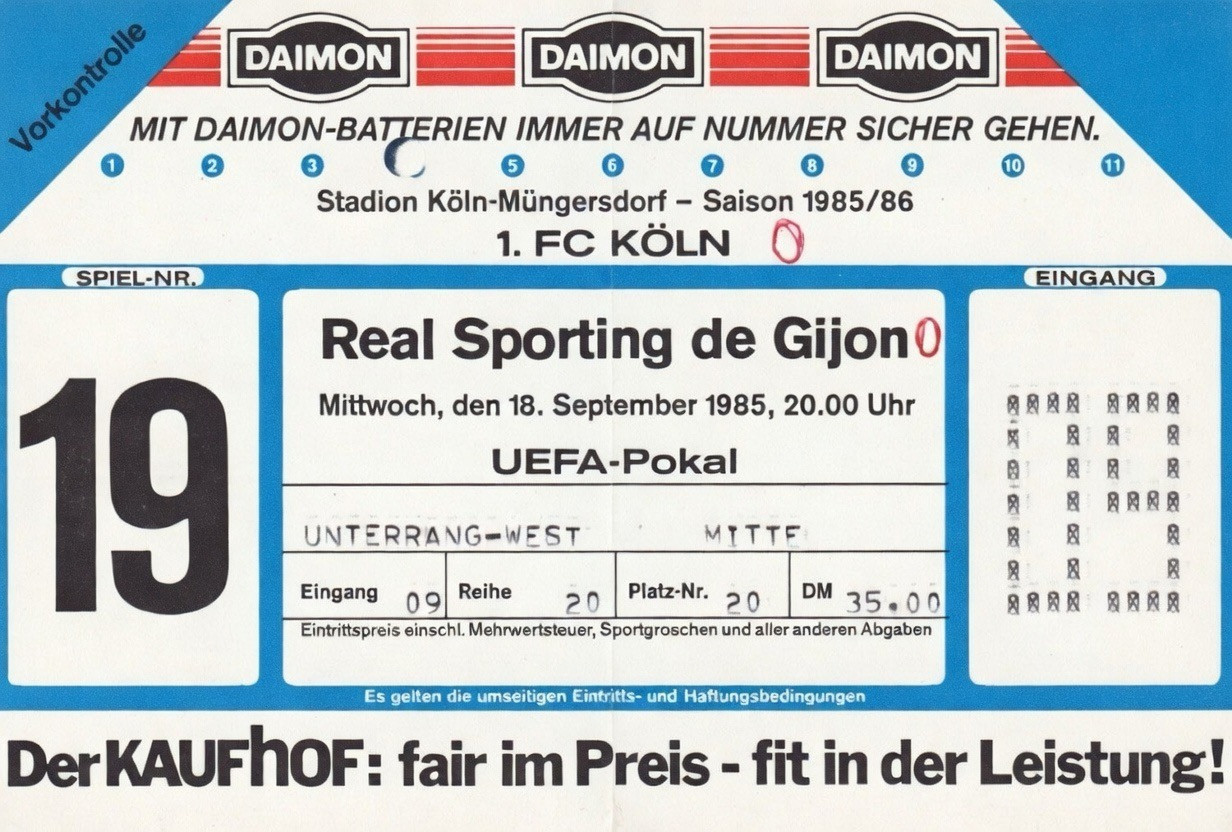 Vorkontrolle
DAIMON DAIMON DAIMON
MIT DAIMON-BATTERIEN IMMER AUF NUMMER SICHER GEHEN.
1 2 3 5 6 7 8 9 10 11
Stadion Köln-Müngersdorf – Saison 1985/86
1. FC KÖLN 0
SPIEL-NR.
19
Real Sporting de Gijon 0
Mittwoch, den 18. September 1985, 20.00 Uhr
UEFA-Pokal
UNTERRANG-WEST MITTE
Eingang 09 Reihe 20 Platz-Nr. 20 DM 35.00
Eintrittspreis einschl. Mehrwertsteuer, Sportgroschen und aller anderen Abgaben
EINGANG
09
Es gelten die umseitigen Eintritts- und Haftungsbedingungen
Der KAUFhOF: fair im Preis - fit in der Leistung!